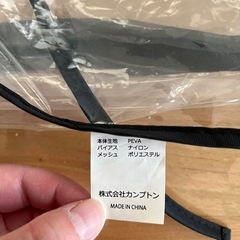 本体生地 PEVA
バイアス ナイロン
メッシュ ポリエステル
株式会社カンプトン
MADE IN CHINA